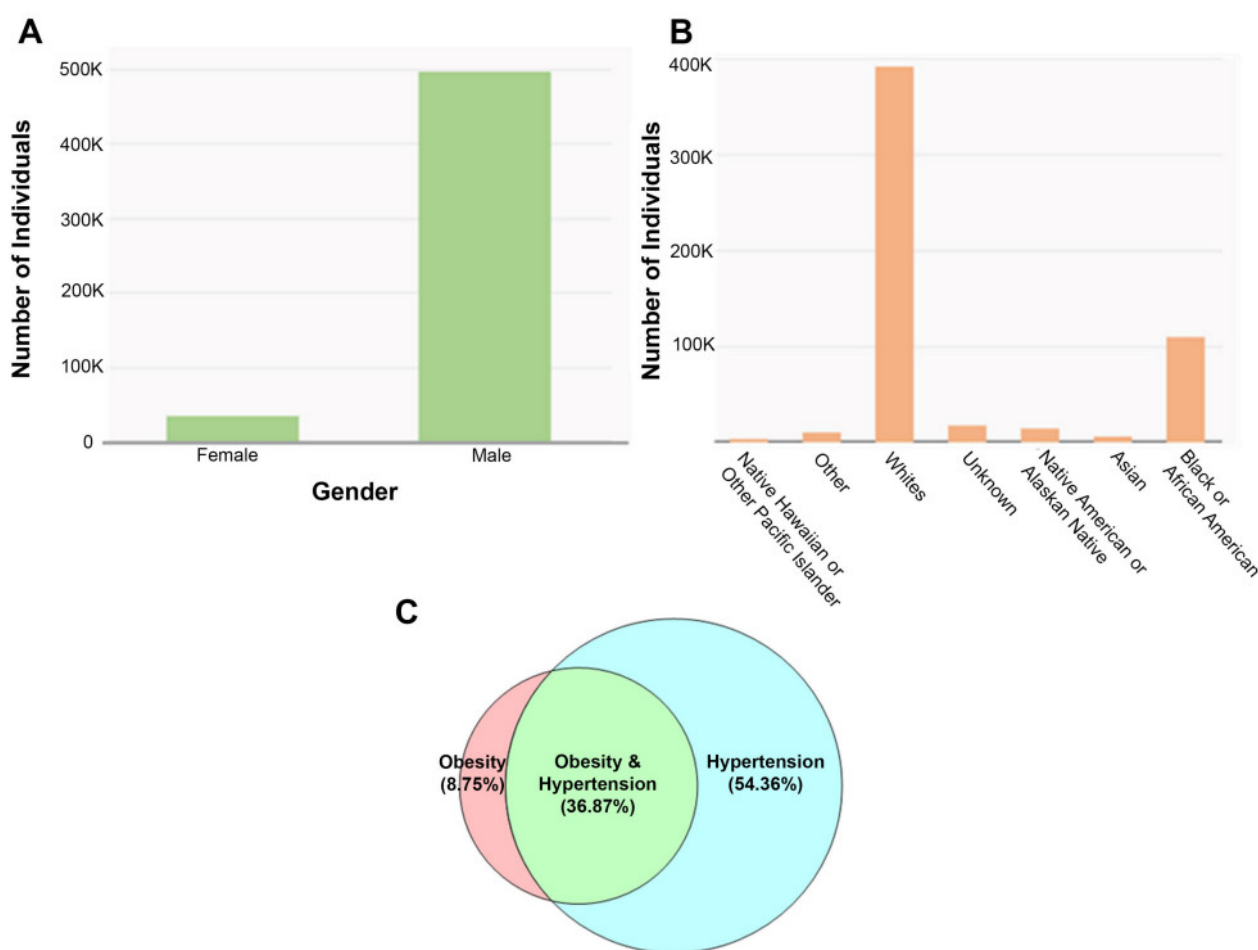 A
Number of Individuals
500K
400K
300K
200K
100K
0
Female
Male
Gender
B
Number of Individuals
400K
300K
200K
100K
Native Hawaiian or
Other Pacific Islander
Other
Whites
Unknown
Native American or
Alaskan Native
Asian
Black or
African American
C
Obesity
(8.75%)
Obesity &
Hypertension
(36.87%)
Hypertension
(54.36%)